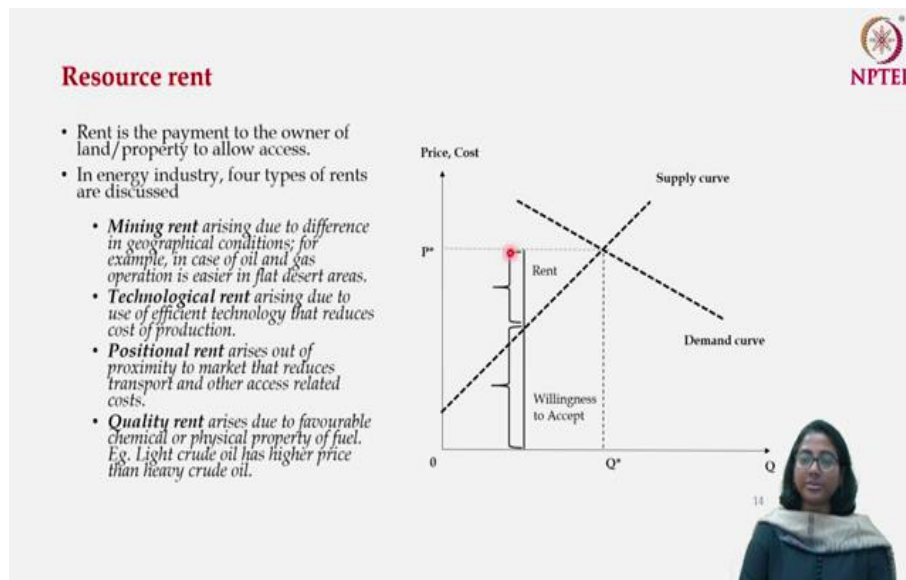 Resource rent
NPTEL
• Rent is the payment to the owner of
land/property to allow access.
• In energy industry, four types of rents
are discussed
• Mining rent arising due to difference
in geographical conditions; for
example, in case of oil and gas
operation is easier in flat desert areas.
• Technological rent arising due to
use of efficient technology that reduces
cost of production.
• Positional rent arises out of
proximity to market that reduces
transport and other access related
costs.
• Quality rent arises due to favourable
chemical or physical property of fuel.
Eg. Light crude oil has higher price
than heavy crude oil.
Price, Cost
Supply curve
P*
Rent
Demand curve
Willingness
to Accept
0
Q*
Q
14